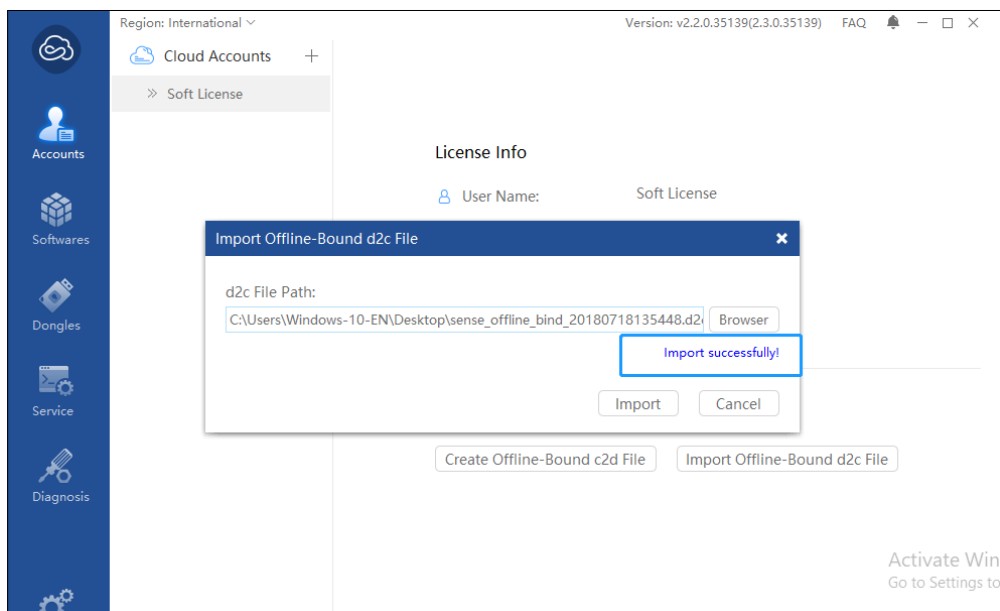 Region: International
Version: v2.2.0.35139(2.3.0.35139) FAQ
Cloud Accounts
Soft License
Accounts
Softwares
Dongles
Service
Diagnosis
License Info
User Name: Soft License
Import Offline-Bound d2c File
d2c File Path:
C:\Users\Windows-10-EN\Desktop\sense_offline_bind_20180718135448.d2c Browser
Import successfully!
Import Cancel
Create Offline-Bound c2d File Import Offline-Bound d2c File
Activate Win
Go to Settings to